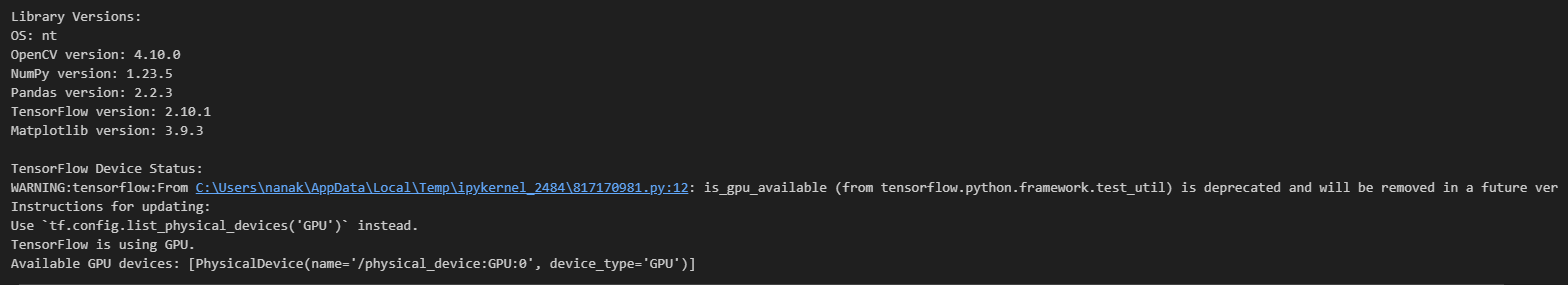 Library Versions:
OS: nt
OpenCV version: 4.10.0
NumPy version: 1.23.5
Pandas version: 2.2.3
TensorFlow version: 2.10.1
Matplotlib version: 3.9.3
TensorFlow Device Status:
WARNING:tensorflow:From C:\Users\nanak\AppData\Local\Temp\ipykernel_2484\817170981.py:12: is_gpu_available (from tensorflow.python.framework.test_util) is deprecated and will be removed in a future ver
Instructions for updating:
Use `tf.config.list_physical_devices('GPU')` instead.
TensorFlow is using GPU.
Available GPU devices: [PhysicalDevice(name='/physical_device:GPU:0', device_type='GPU')]